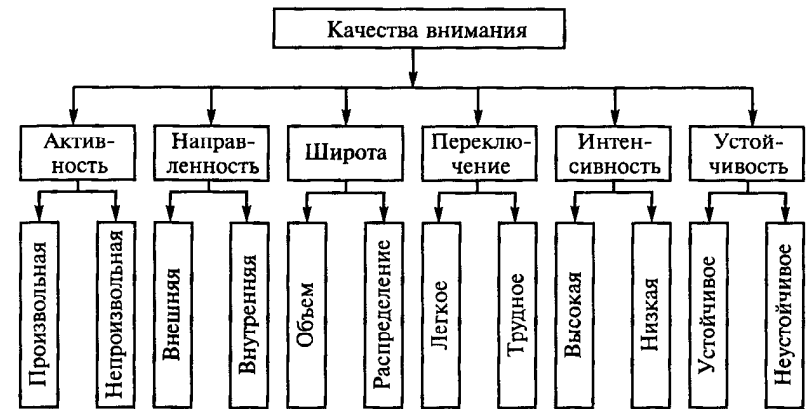 Качества внимания
Актив-
ность
Направ-
ленность
Широта
Переклю-
чение
Интен-
сивность
Устой-
чивость
Произвольная
Непроизвольная
Внешняя
Внутренняя
Объем
Распределение
Легкое
Трудное
Высокая
Низкая
Устойчивое
Неустойчивое